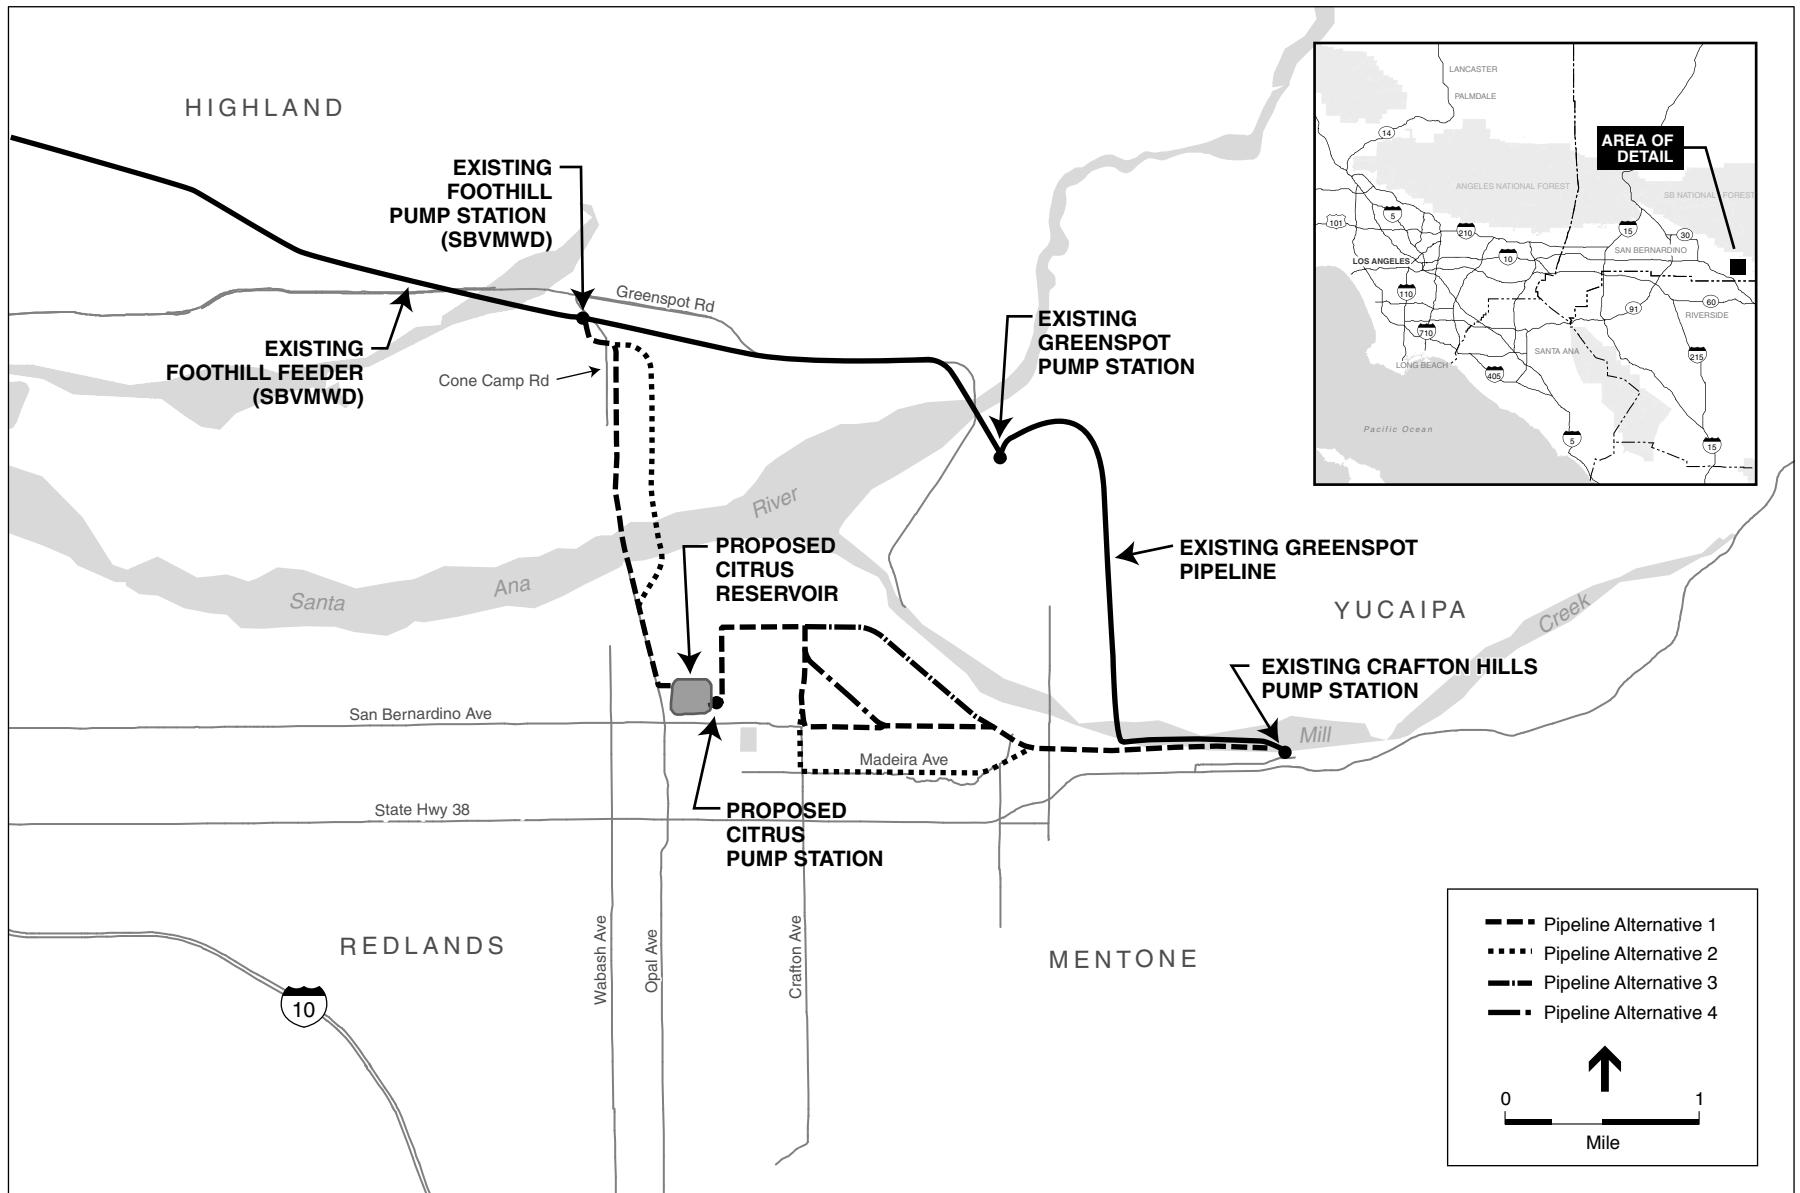 HIGHLAND
EXISTING
FOOTHILL
PUMP STATION
(SBVMWD)
Greenspot Rd
EXISTING
FOOTHILL FEEDER
(SBVMWD)
Cone Camp Rd
EXISTING
GREENSPOT
PUMP STATION
River
Ana
Santa
PROPOSED
CITRUS
RESERVOIR
EXISTING GREENSPOT
PIPELINE
YUCAIPA
Creek
EXISTING CRAFTON HILLS
PUMP STATION
Mill
San Bernardino Ave
Madeira Ave
State Hwy 38
PROPOSED
CITRUS
PUMP STATION
REDLANDS
MENTONE
Wabash Ave
Opal Ave
Crafton Ave
10
LANCASTER
PALMDALE
14
AREA OF
DETAIL
ANGELES NATIONAL FOREST
SB NATIONAL FOREST
101
5
210
15
30
SAN BERNARDINO
10
LOS ANGELES
110
60
91
RIVERSIDE
710
SANTA ANA
215
LONG BEACH
405
Pacific Ocean
5
15
Pipeline Alternative 1
Pipeline Alternative 2
Pipeline Alternative 3
Pipeline Alternative 4
0 1
Mile